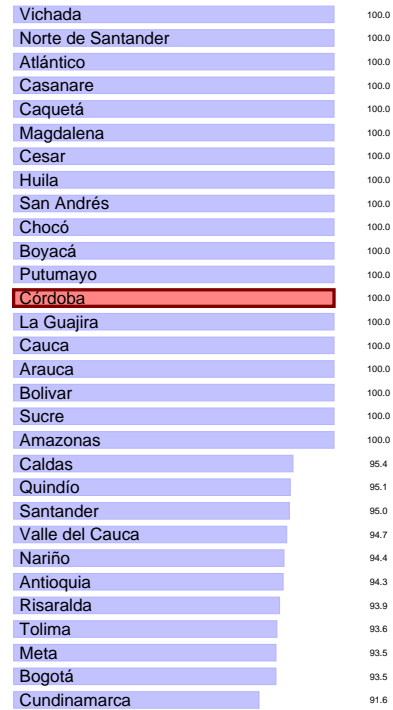 Vichada 100.0
Norte de Santander 100.0
Atlántico 100.0
Casanare 100.0
Caquetá 100.0
Magdalena 100.0
Cesar 100.0
Huila 100.0
San Andrés 100.0
Chocó 100.0
Boyacá 100.0
Putumayo 100.0
Córdoba 100.0
La Guajira 100.0
Cauca 100.0
Arauca 100.0
Bolivar 100.0
Sucre 100.0
Amazonas 100.0
Caldas 95.4
Quindío 95.1
Santander 95.0
Valle del Cauca 94.7
Nariño 94.4
Antioquia 94.3
Risaralda 93.9
Tolima 93.6
Meta 93.5
Bogotá 93.5
Cundinamarca 91.6